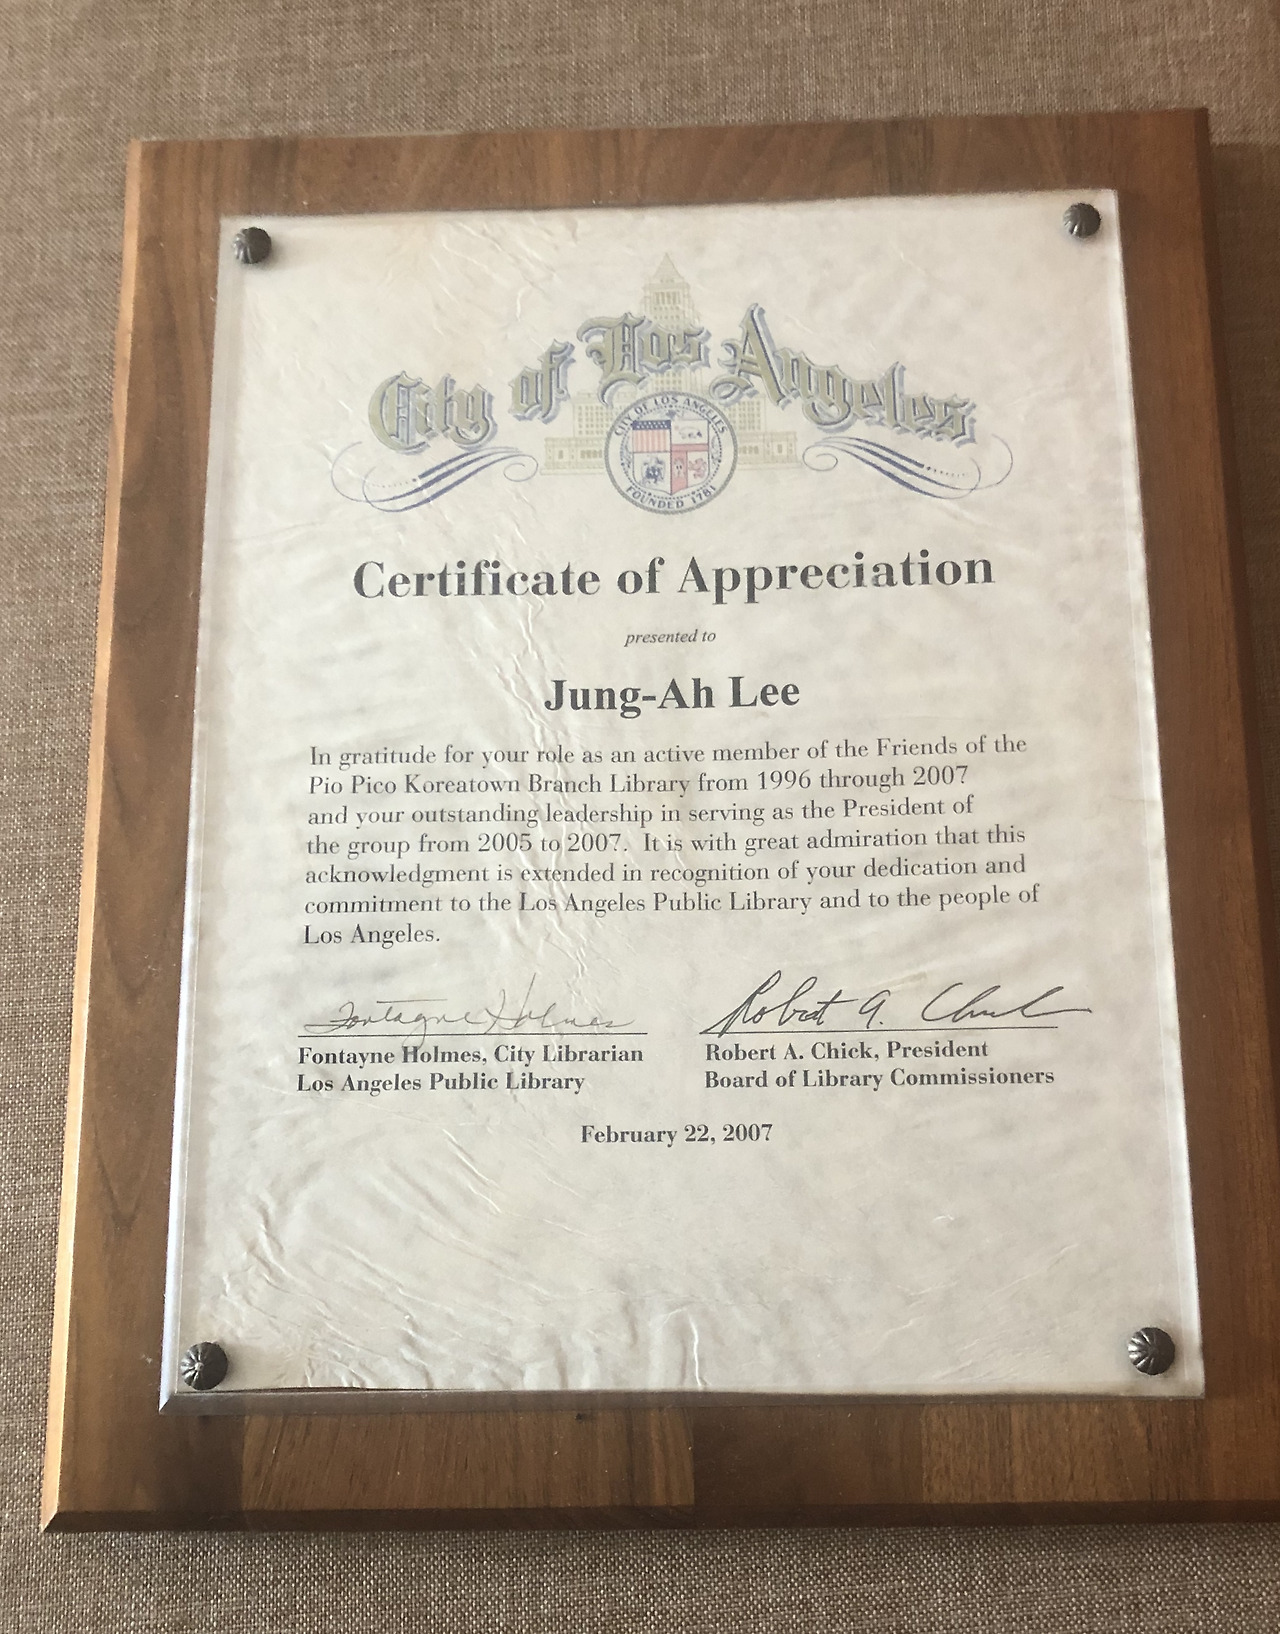 City of Los Angeles
CITY OF LOS ANGELES
FOUNDED 1781
Certificate of Appreciation
presented to
Jung-Ah Lee
In gratitude for your role as an active member of the Friends of the
Pio Pico Koreatown Branch Library from 1996 through 2007
and your outstanding leadership in serving as the President of
the group from 2005 to 2007. It is with great admiration that this
acknowledgment is extended in recognition of your dedication and
commitment to the Los Angeles Public Library and to the people of
Los Angeles.
Fontayne Holmes
Robert A. Chick
Fontayne Holmes, City Librarian
Los Angeles Public Library
Robert A. Chick, President
Board of Library Commissioners
February 22, 2007